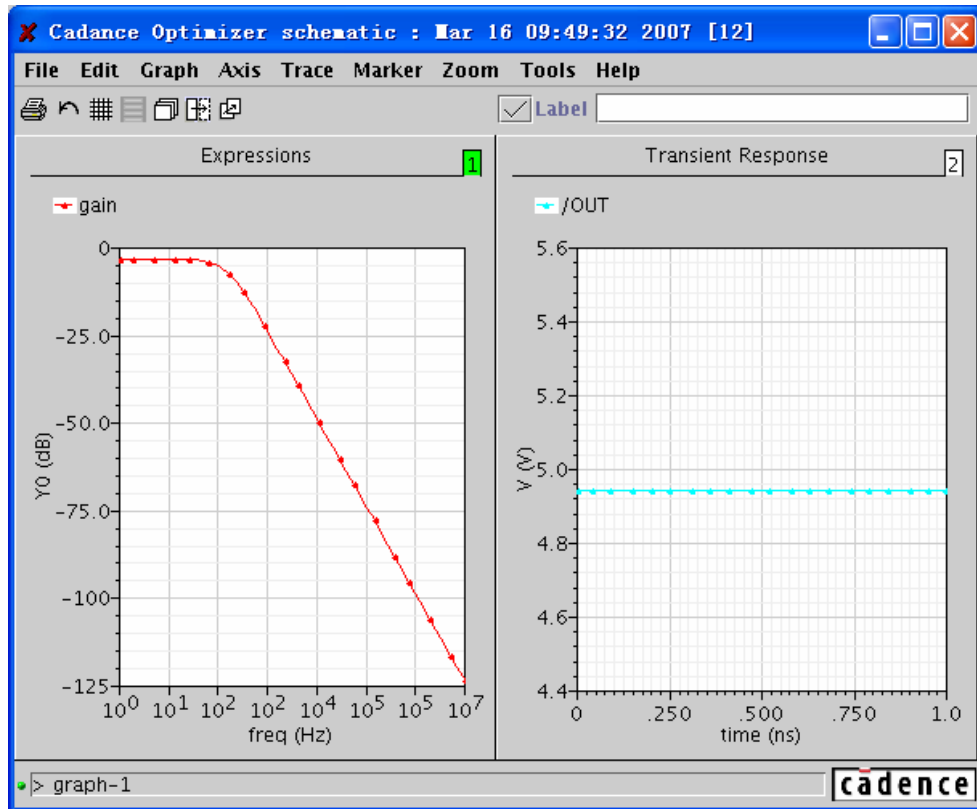 Cadance Optimizer schematic : Mar 16 09:49:32 2007 [12]
File Edit Graph Axis Trace Marker Zoom Tools Help
Label
Expressions
1
gain
0
-25.0
-50.0
-75.0
-100
-125
Y0 (dB)
10^0 10^1 10^2 10^2 10^4 10^5 10^5 10^7
freq (Hz)
Transient Response
2
/OUT
5.6
5.4
5.2
5.0
4.8
4.6
4.4
V (V)
0 .250 .500 .750 1.0
time (ns)
> graph-1
cādence